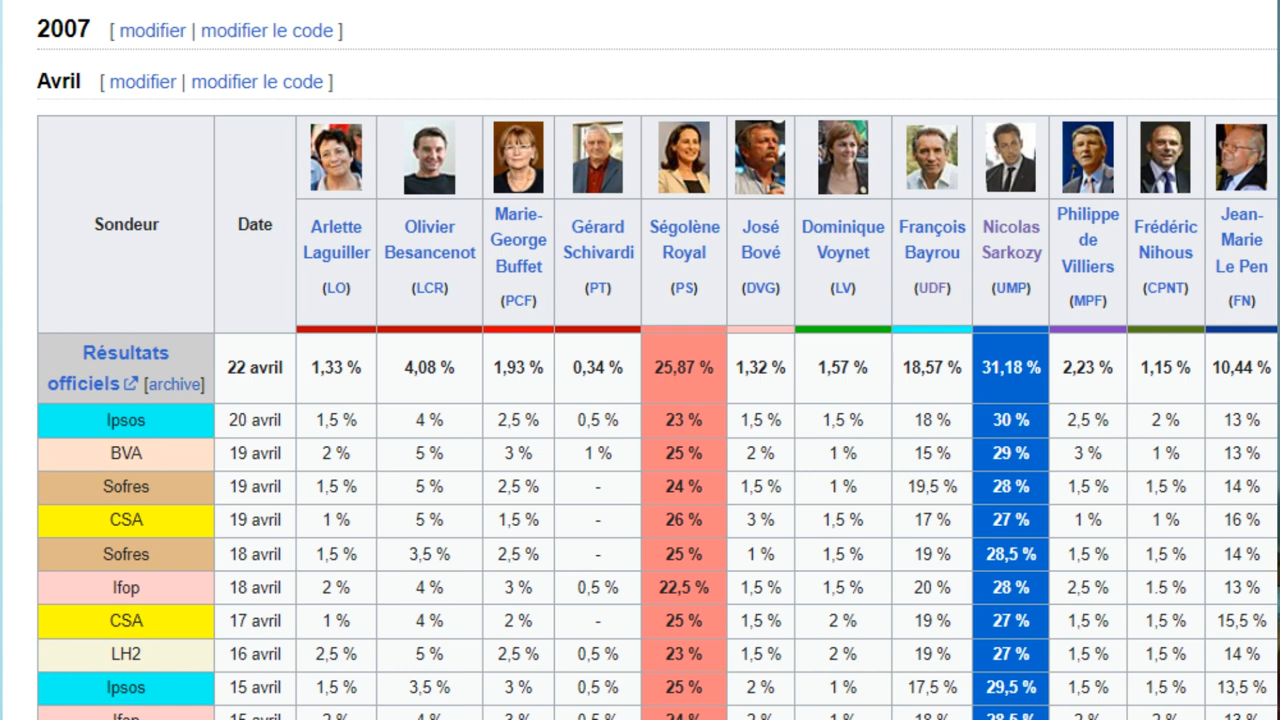 2007 [ modifier | modifier le code ]
Avril [ modifier | modifier le code ]
Sondeur Date Arlette Laguiller (LO) Olivier Besancenot (LCR) Marie-George Buffet (PCF) Gérard Schivardi (PT) Ségolène Royal (PS) José Bové (DVG) Dominique Voynet (LV) François Bayrou (UDF) Nicolas Sarkozy (UMP) Philippe de Villiers (MPF) Frédéric Nihous (CPNT) Jean-Marie Le Pen (FN)
Résultats officiels [archive] 22 avril 1,33 % 4,08 % 1,93 % 0,34 % 25,87 % 1,32 % 1,57 % 18,57 % 31,18 % 2,23 % 1,15 % 10,44 %
Ipsos 20 avril 1,5 % 4 % 2,5 % 0,5 % 23 % 1,5 % 1,5 % 18 % 30 % 2,5 % 2 % 13 %
BVA 19 avril 2 % 5 % 3 % 1 % 25 % 2 % 1 % 15 % 29 % 3 % 1 % 13 %
Sofres 19 avril 1,5 % 5 % 2,5 % - 24 % 1,5 % 1 % 19,5 % 28 % 1,5 % 1,5 % 14 %
CSA 19 avril 1 % 5 % 1,5 % - 26 % 3 % 1,5 % 17 % 27 % 1 % 1 % 16 %
Sofres 18 avril 1,5 % 3,5 % 2,5 % - 25 % 1 % 1,5 % 19 % 28,5 % 1,5 % 1,5 % 14 %
Ifop 18 avril 2 % 4 % 3 % 0,5 % 22,5 % 1,5 % 1,5 % 20 % 28 % 2,5 % 1.5 % 13 %
CSA 17 avril 1 % 4 % 2 % - 25 % 1,5 % 2 % 19 % 27 % 1,5 % 1,5 % 15,5 %
LH2 16 avril 2,5 % 5 % 2,5 % 0,5 % 23 % 1,5 % 2 % 19 % 27 % 1,5 % 1,5 % 14 %
Ipsos 15 avril 1,5 % 3,5 % 3 % 0,5 % 25 % 2 % 1 % 17,5 % 29,5 % 1,5 % 1,5 % 13,5 %